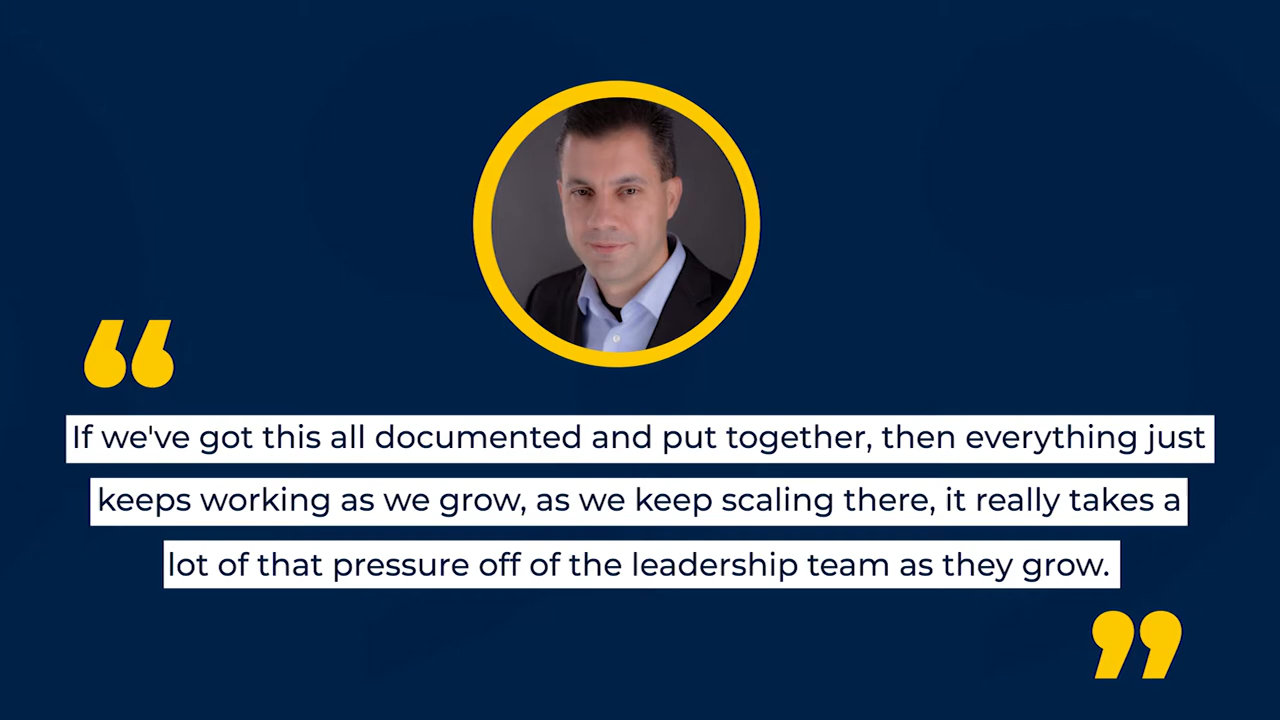 If we've got this all documented and put together, then everything just
keeps working as we grow, as we keep scaling there, it really takes a
lot of that pressure off of the leadership team as they grow.